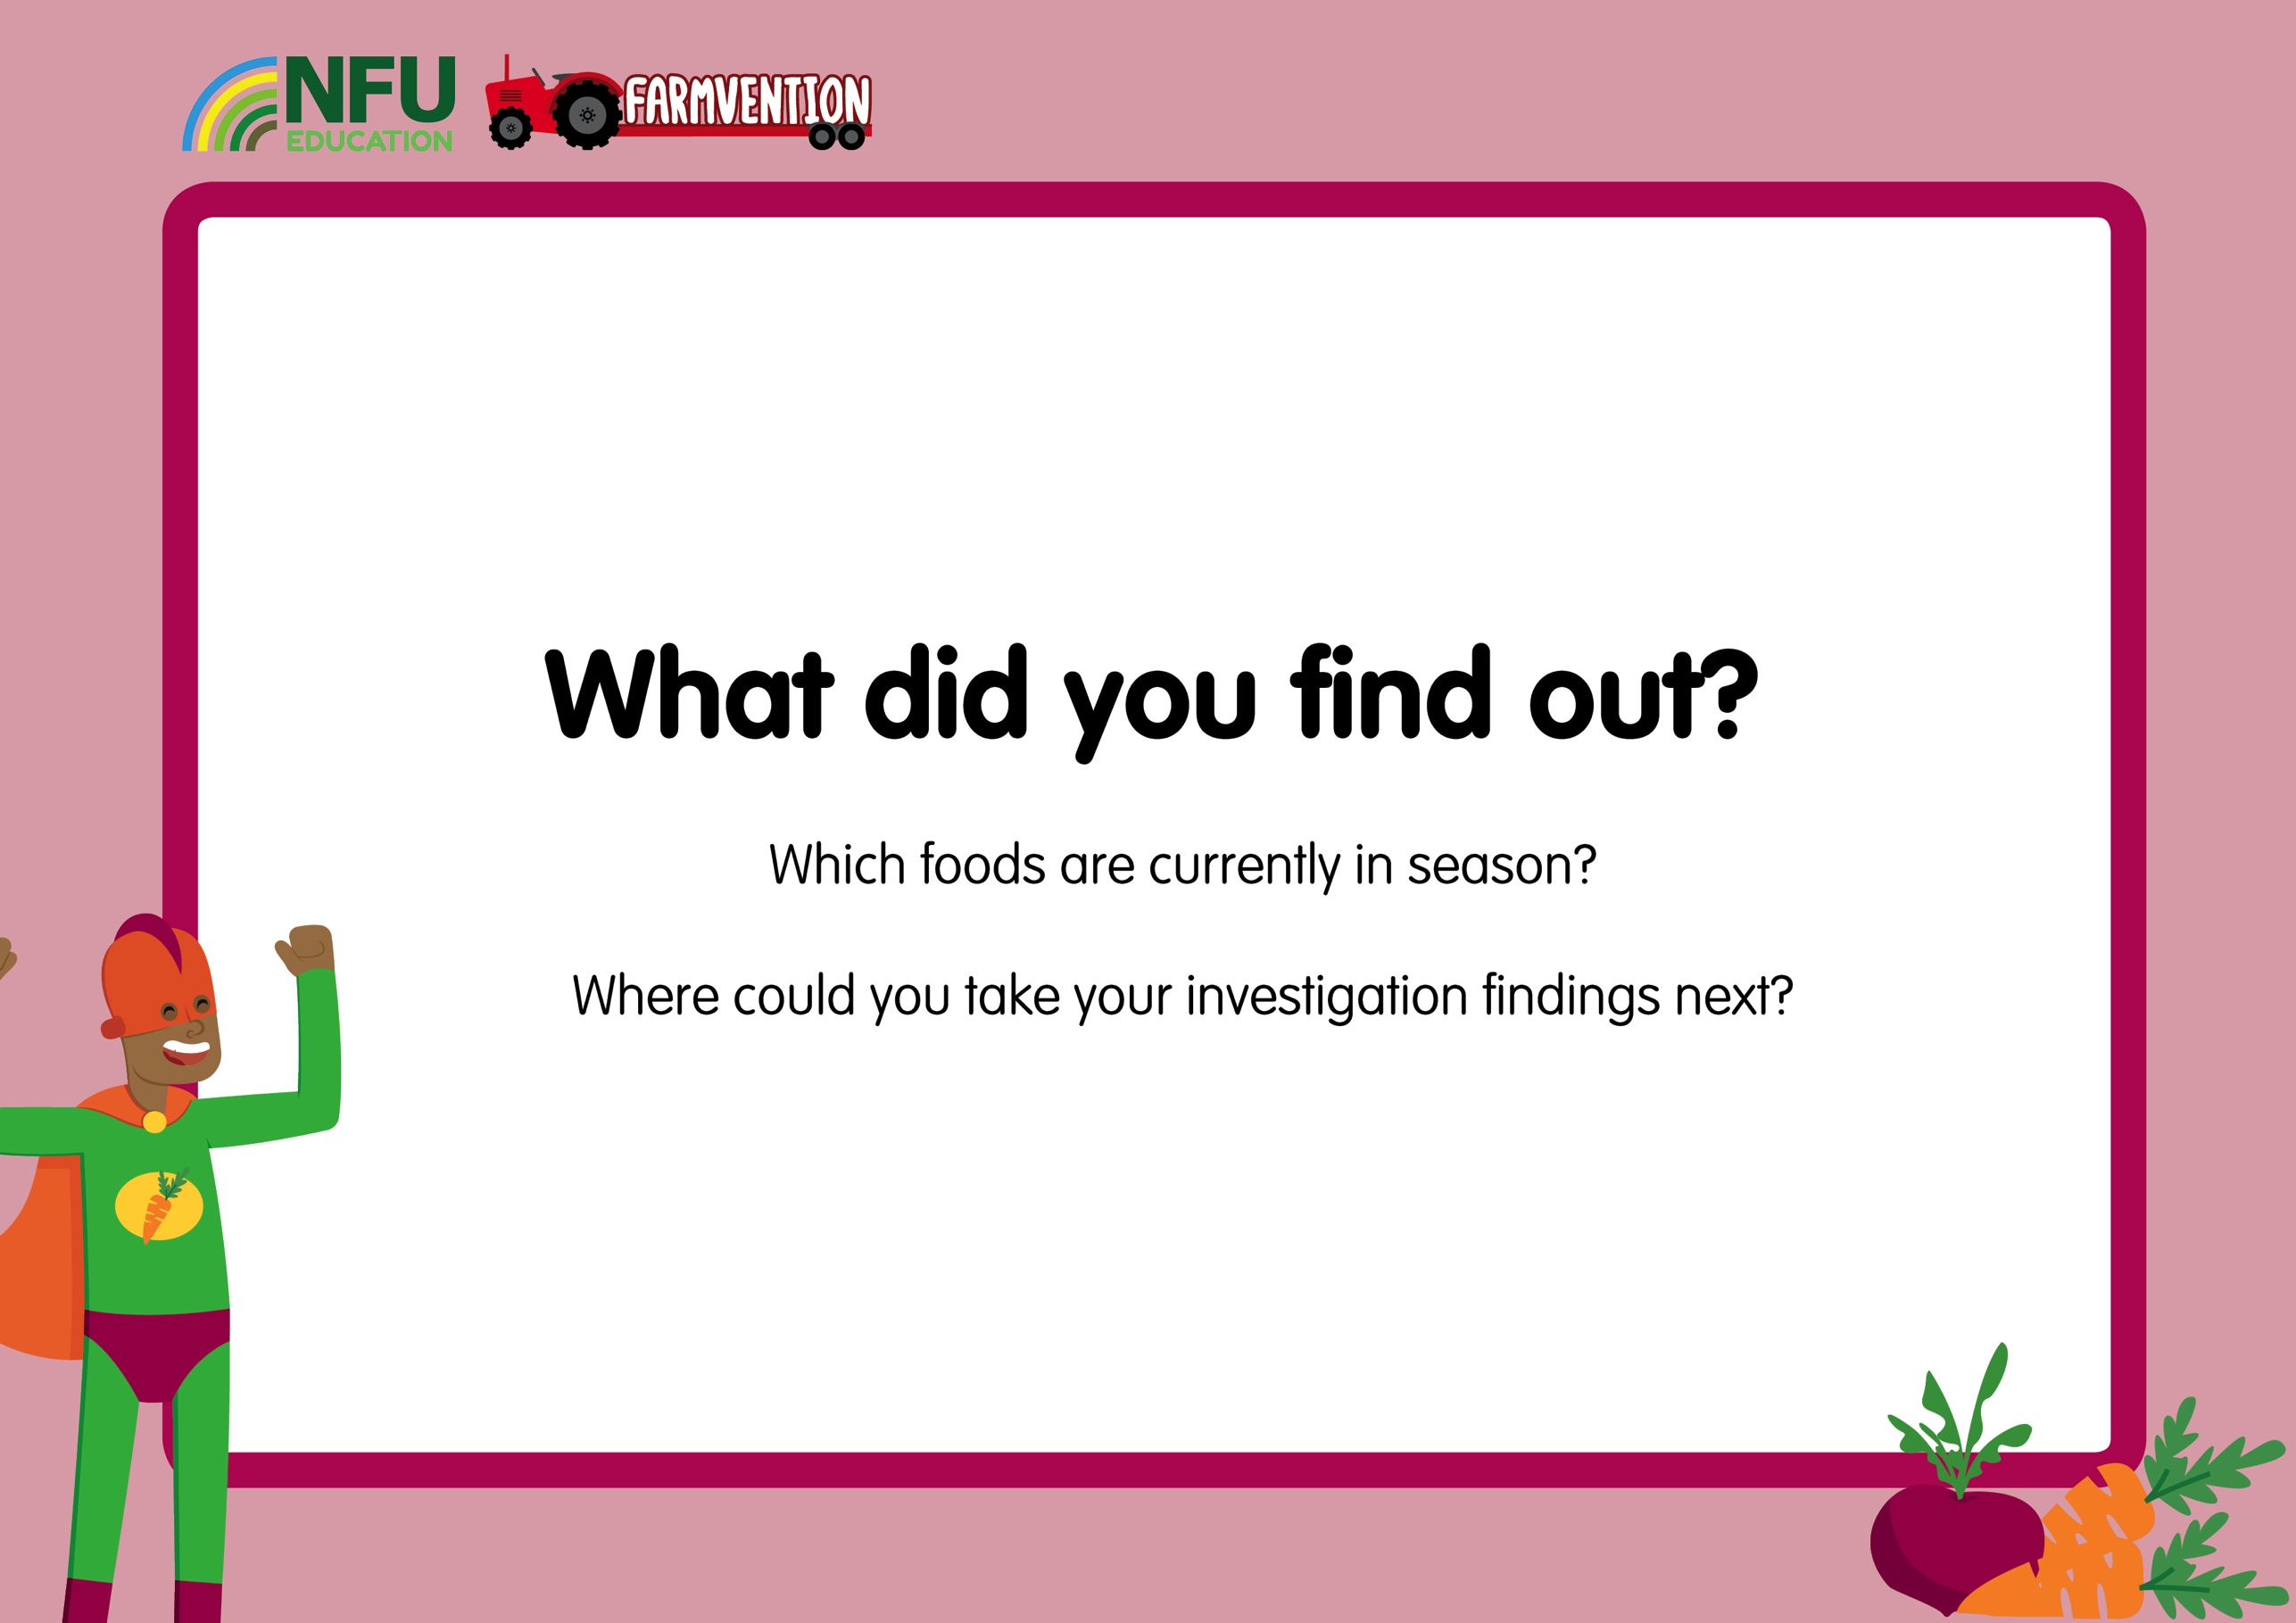 NFU
EDUCATION
FARMVENTION
What did you find out?
Which foods are currently in season?
Where could you take your investigation findings next?